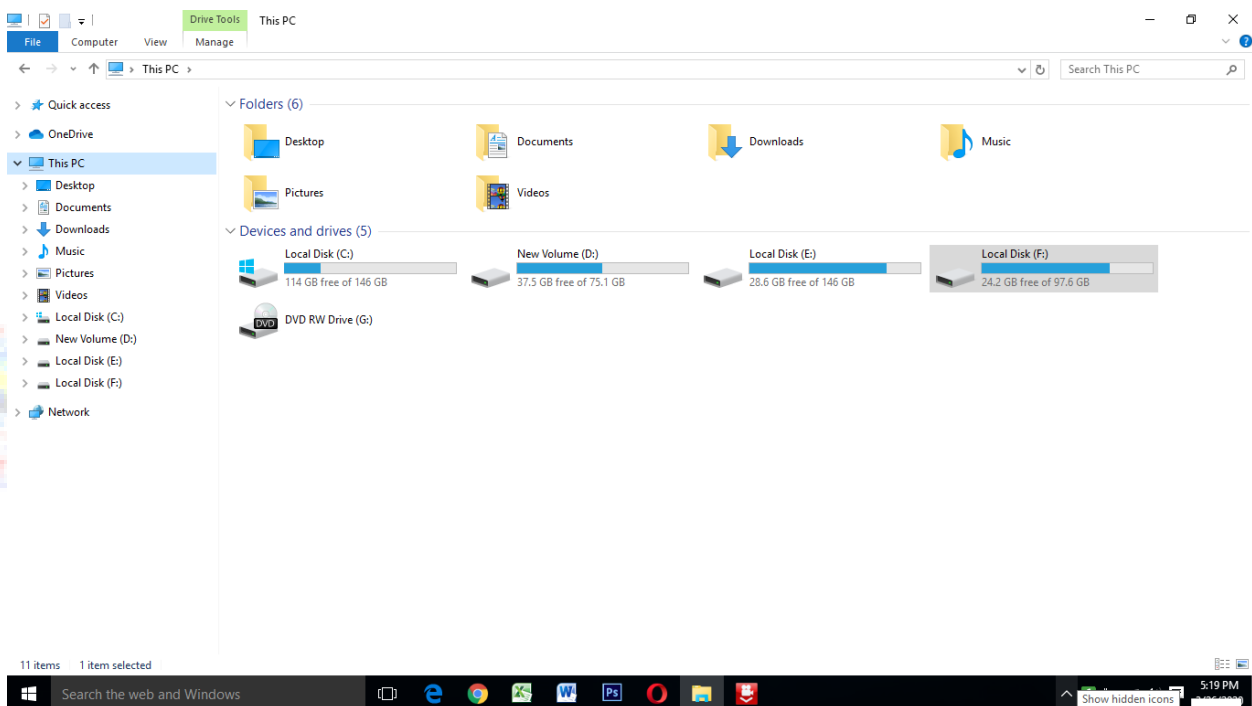 Drive Tools This PC
File Computer View Manage
This PC
Search This PC
Quick access
OneDrive
This PC
Desktop
Documents
Downloads
Music
Pictures
Videos
Local Disk (C:)
New Volume (D:)
Local Disk (E:)
Local Disk (F:)
Network
Folders (6)
Desktop Documents Downloads Music
Pictures Videos
Devices and drives (5)
Local Disk (C:) New Volume (D:) Local Disk (E:) Local Disk (F:)
114 GB free of 146 GB 37.5 GB free of 75.1 GB 28.6 GB free of 146 GB 24.2 GB free of 97.6 GB
DVD
DVD RW Drive (G:)
11 items 1 item selected
Search the web and Windows
Ps
5:19 PM
Show hidden icons